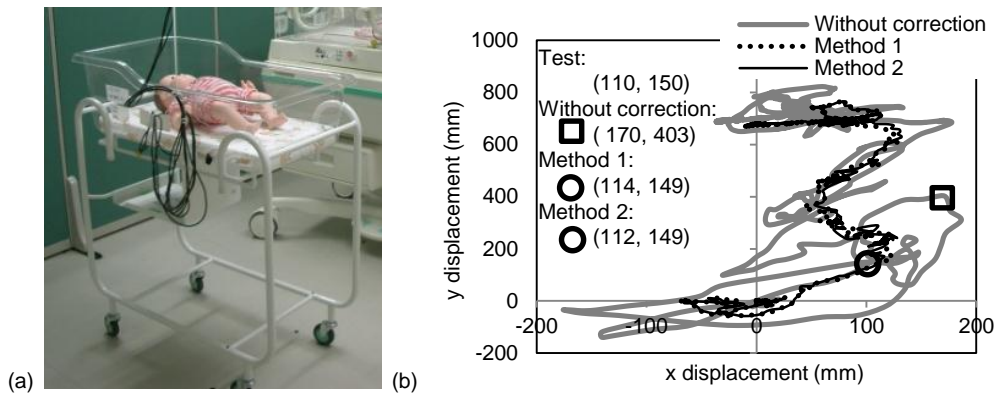 (a)
(b)
Without correction
Method 1
Method 2
Test:
(110, 150)
Without correction:
( 170, 403)
Method 1:
(114, 149)
Method 2:
(112, 149)
1000
800
600
400
200
0
-200
-200
-100
0
100
200
y displacement (mm)
x displacement (mm)